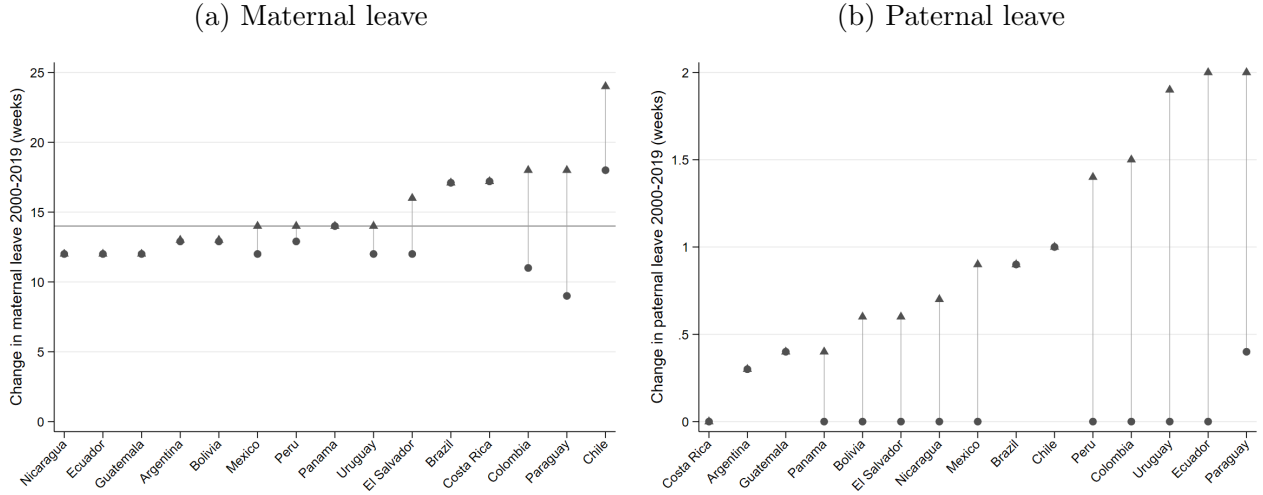 (a) Maternal leave
Change in maternal leave 2000-2019 (weeks)
25
20
15
10
5
0
Nicaragua
Ecuador
Guatemala
Argentina
Bolivia
Mexico
Peru
Panama
Uruguay
El Salvador
Brazil
Costa Rica
Colombia
Paraguay
Chile
(b) Paternal leave
Change in paternal leave 2000-2019 (weeks)
2
1.5
1
.5
0
Costa Rica
Argentina
Guatemala
Panama
Bolivia
El Salvador
Nicaragua
Mexico
Brazil
Chile
Peru
Colombia
Uruguay
Ecuador
Paraguay